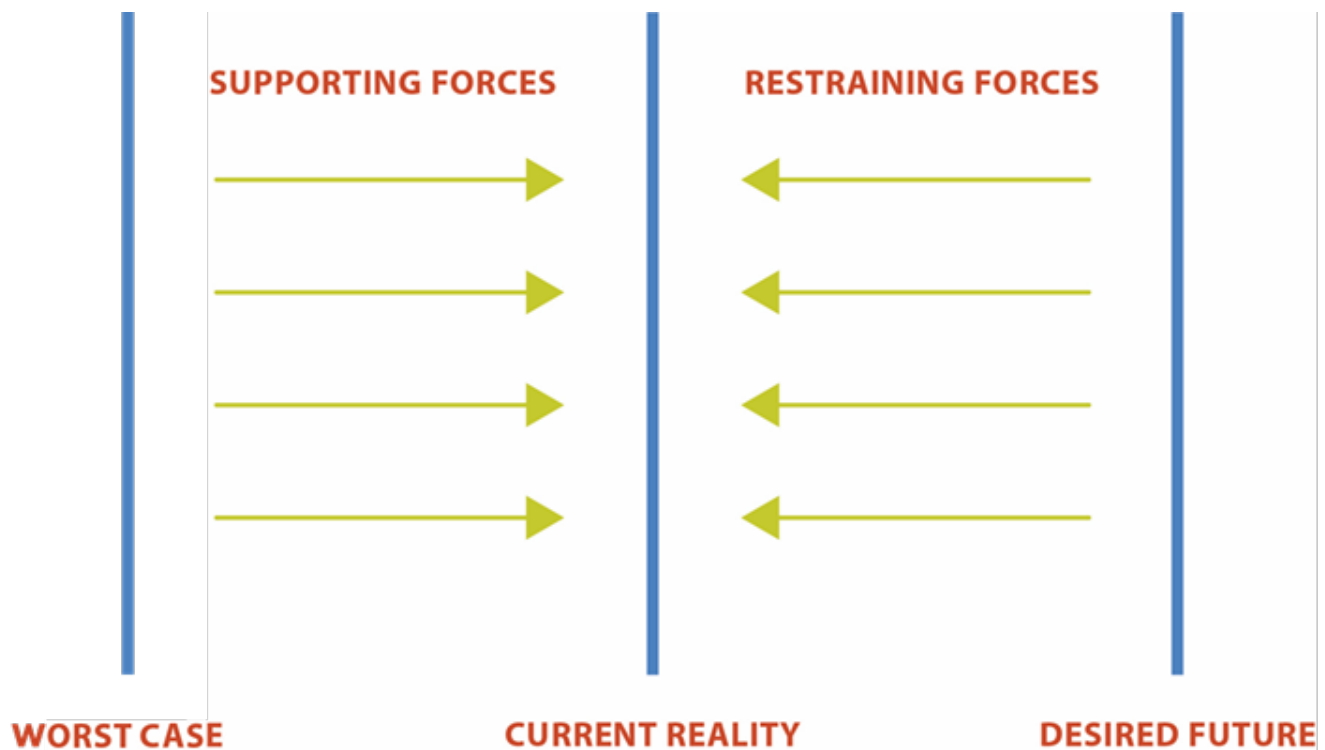 SUPPORTING FORCES
RESTRAINING FORCES
WORST CASE
CURRENT REALITY
DESIRED FUTURE